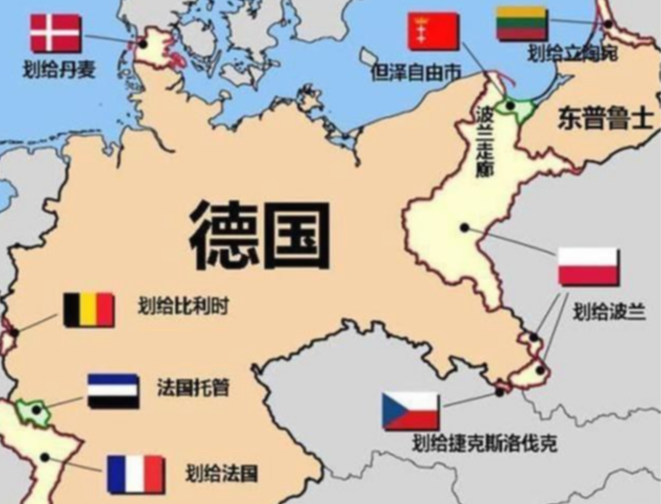 划给丹麦
但泽自由市
划给立陶宛
东普鲁士
波兰走廊
德国
划给比利时
划给波兰
法国托管
划给捷克斯洛伐克
划给法国